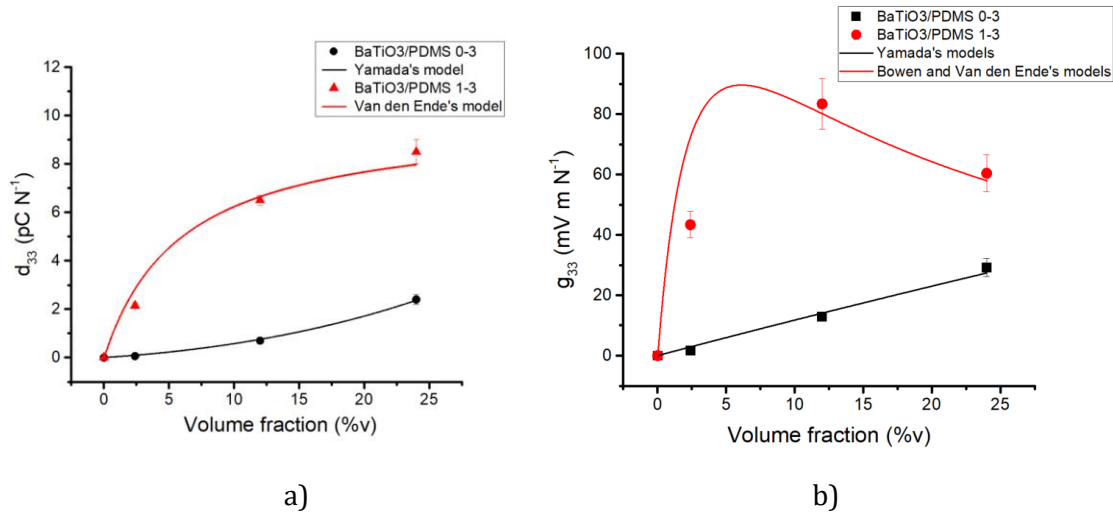 BaTiO3/PDMS 0-3
Yamada's model
BaTiO3/PDMS 1-3
Van den Ende's model
12
10
8
6
4
2
0
d33 (pC N-1)
0
5
10
15
20
25
Volume fraction (%v)
a)
BaTiO3/PDMS 0-3
BaTiO3/PDMS 1-3
Yamada's models
Bowen and Van den Ende's models
100
80
60
40
20
0
g33 (mV m N-1)
0
5
10
15
20
25
Volume fraction (%v)
b)